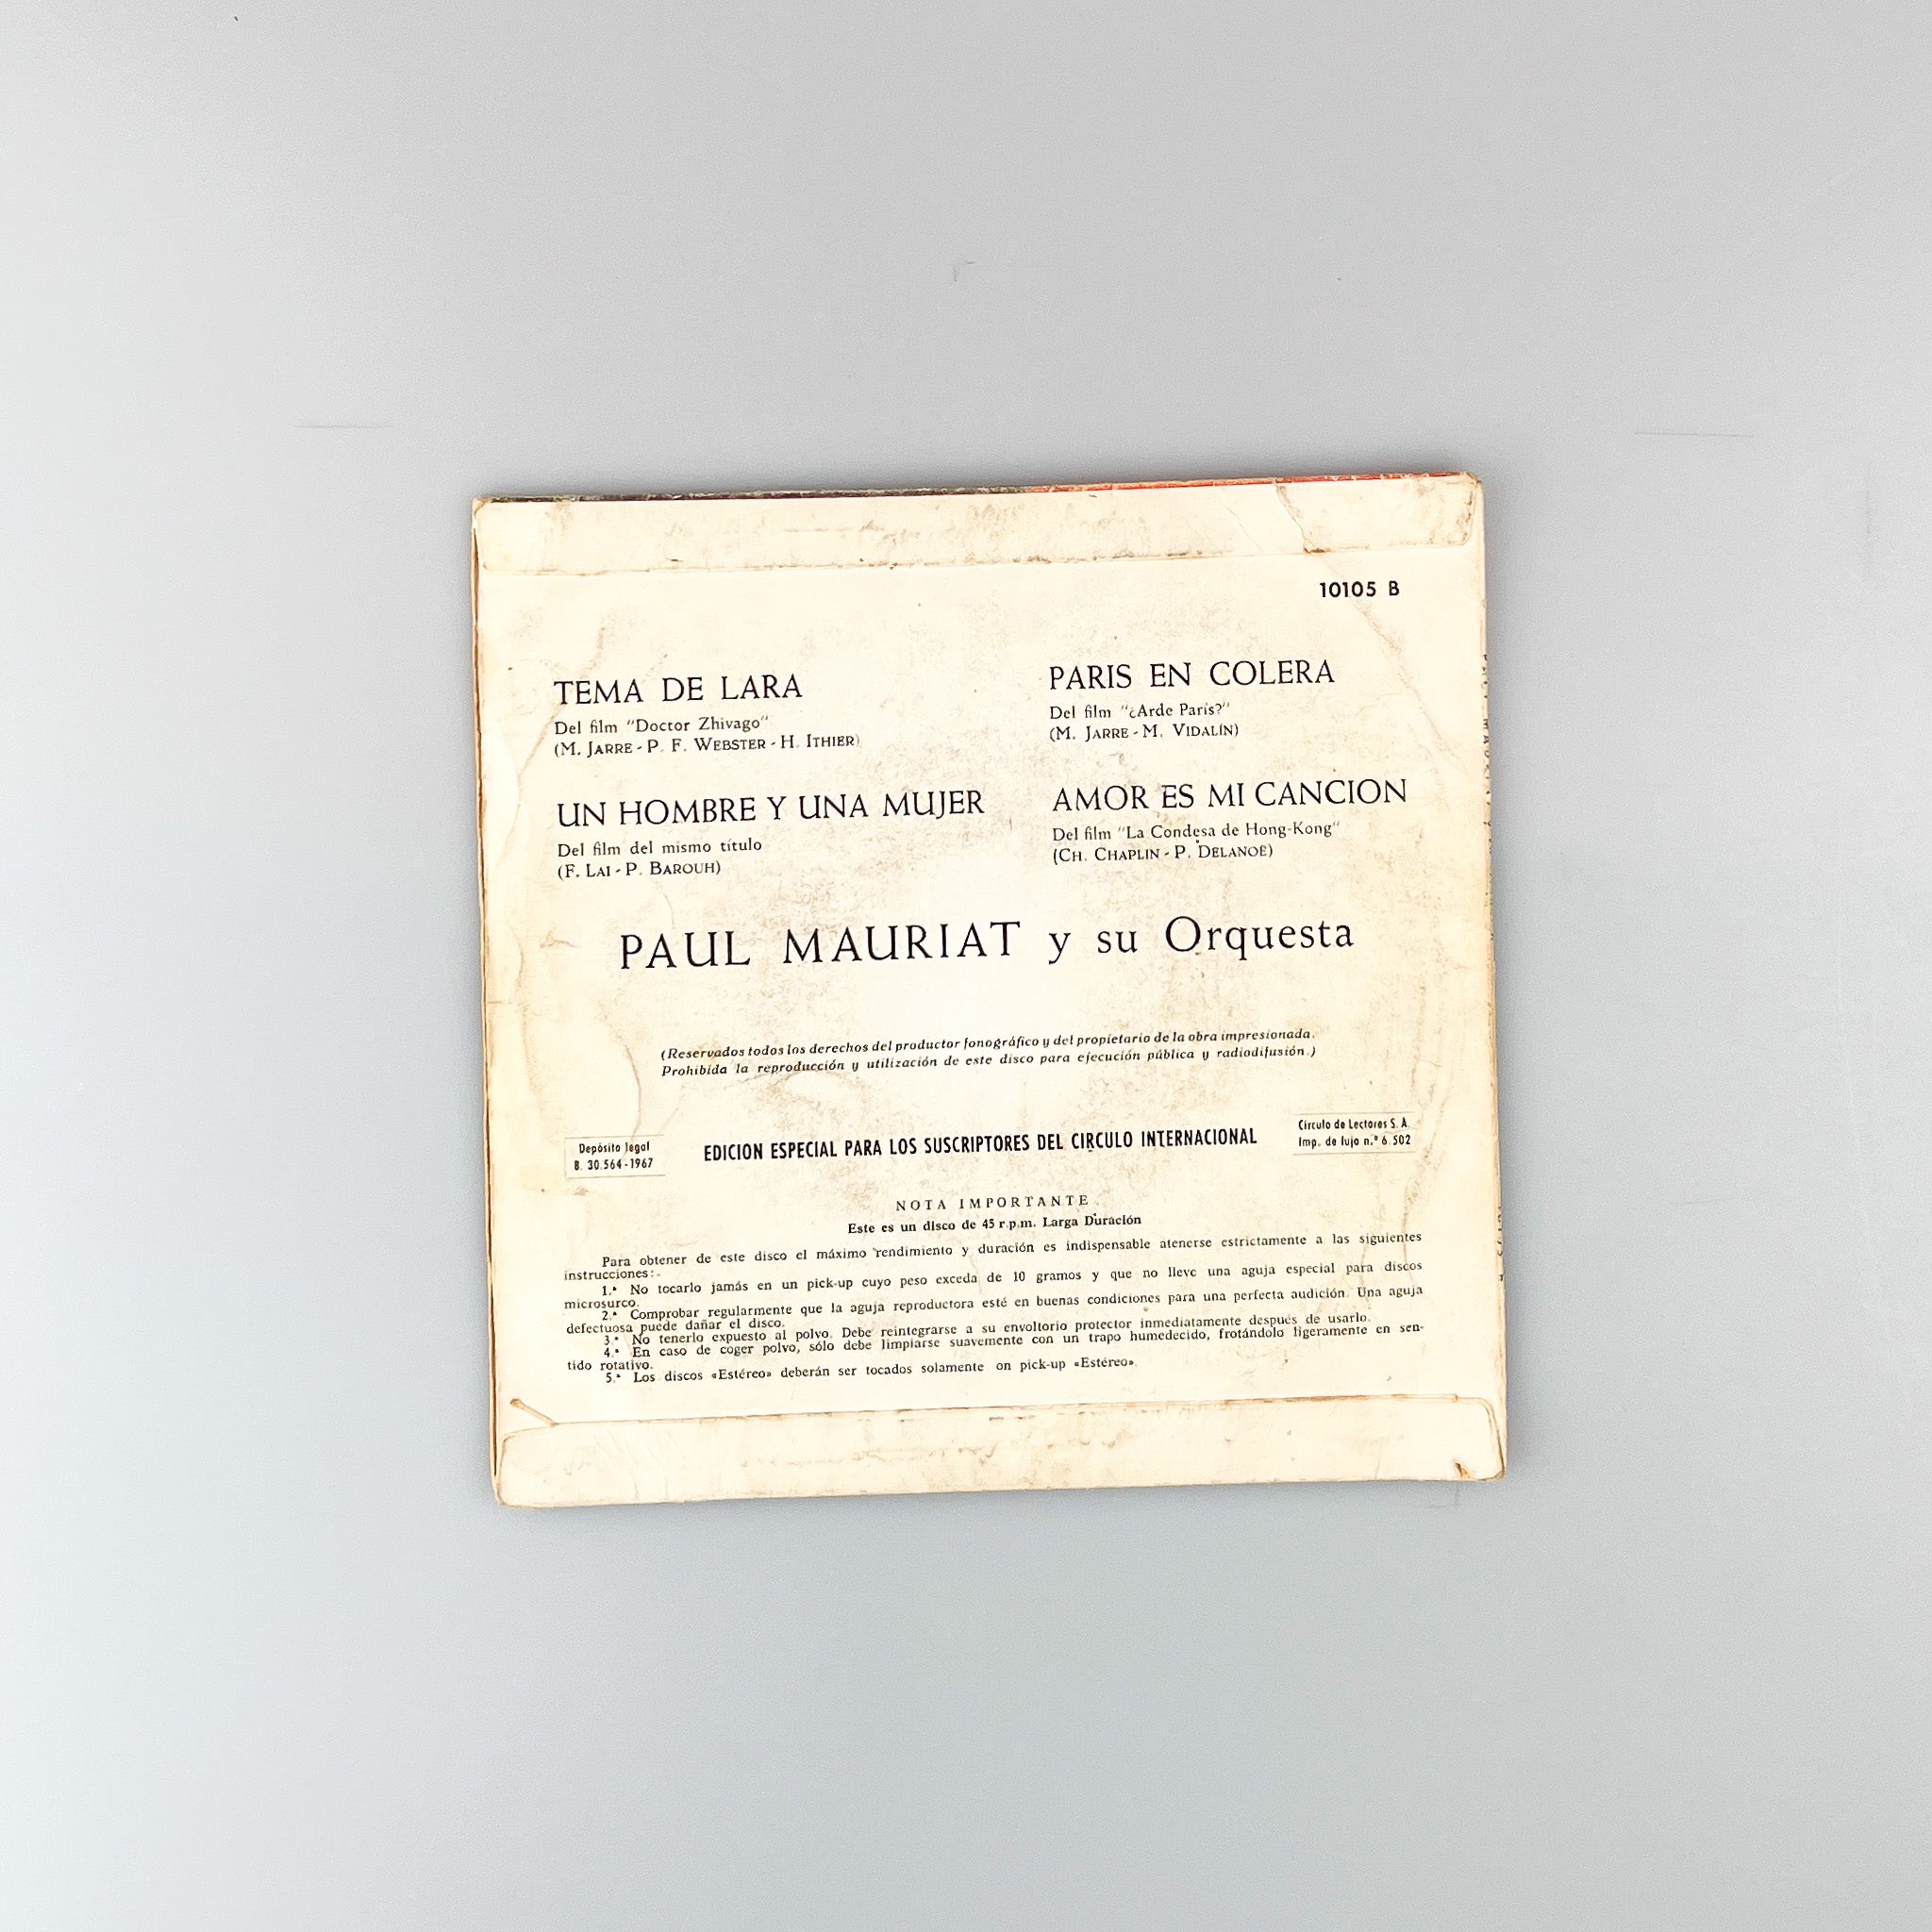 10105 B
TEMA DE LARA
Del film "Doctor Zhivago"
(M. JARRE - P. F. WEBSTER - H. ITHIER)
UN HOMBRE Y UNA MUJER
Del film del mismo título
(F. LAI - P. BAROUH)
PARIS EN COLERA
Del film "¿Arde París?"
(M. JARRE - M. VIDALÍN)
AMOR ES MI CANCION
Del film "La Condesa de Hong-Kong"
(CH. CHAPLIN - P. DELANOË)
PAUL MAURIAT y su Orquesta
(Reservados todos los derechos del productor fonográfico y del propietario de la obra impresionada.
Prohibida la reproducción y utilización de este disco para ejecución pública y radiodifusión.)
Depósito legal
B. 30.564-1967
EDICION ESPECIAL PARA LOS SUSCRIPTORES DEL CIRCULO INTERNACIONAL
Círculo de Lectores S. A.
Imp. de lujo n.º 6.502
NOTA IMPORTANTE
Este es un disco de 45 r.p.m. Larga Duración
Para obtener de este disco el máximo rendimiento y duración es indispensable atenerse estrictamente a las siguientes
instrucciones:-
1.ª No tocarlo jamás en un pick-up cuyo peso exceda de 10 gramos y que no lleve una aguja especial para discos
microsurco.
2.ª Comprobar regularmente que la aguja reproductora esté en buenas condiciones para una perfecta audición. Una aguja
defectuosa puede dañar el disco.
3.ª No tenerlo expuesto al polvo. Debe reintegrarse a su envoltorio protector inmediatamente después de usarlo.
4.ª En caso de coger polvo, sólo debe limpiarse suavemente con un trapo humedecido, frotándolo ligeramente en sen-
tido rotativo.
5.ª Los discos «Estéreo» deberán ser tocados solamente on pick-up «Estéreo».